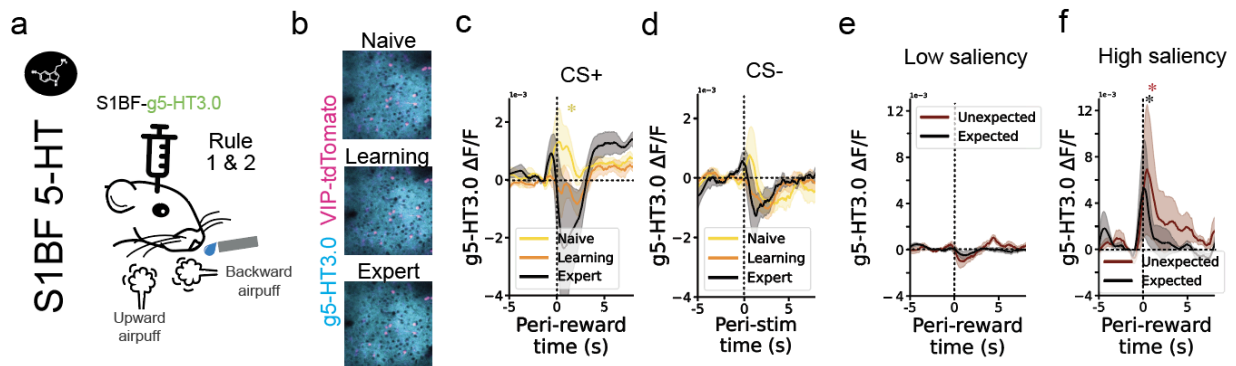 a
S1BF 5-HT
S1BF-g5-HT3.0
Rule
1 & 2
Backward
airpuff
Upward
airpuff
b
g5-HT3.0 VIP-tdTomato
Naive
Learning
Expert
c
CS+
1e-3
*
g5-HT3.0 ΔF/F
2
0
−2
−4
Naive
Learning
Expert
-5
0
5
Peri-reward
time (s)
d
CS-
1e-3
g5-HT3.0 ΔF/F
2
0
−2
−4
Naive
Learning
Expert
-5
0
5
Peri-stim
time (s)
e
Low saliency
1e-3
g5-HT3.0 ΔF/F
12
8
4
0
−4
Unexpected
Expected
-5
0
5
Peri-reward
time (s)
f
High saliency
1e-3
*
*
g5-HT3.0 ΔF/F
12
8
4
0
−4
Unexpected
Expected
-5
0
5
Peri-reward
time (s)